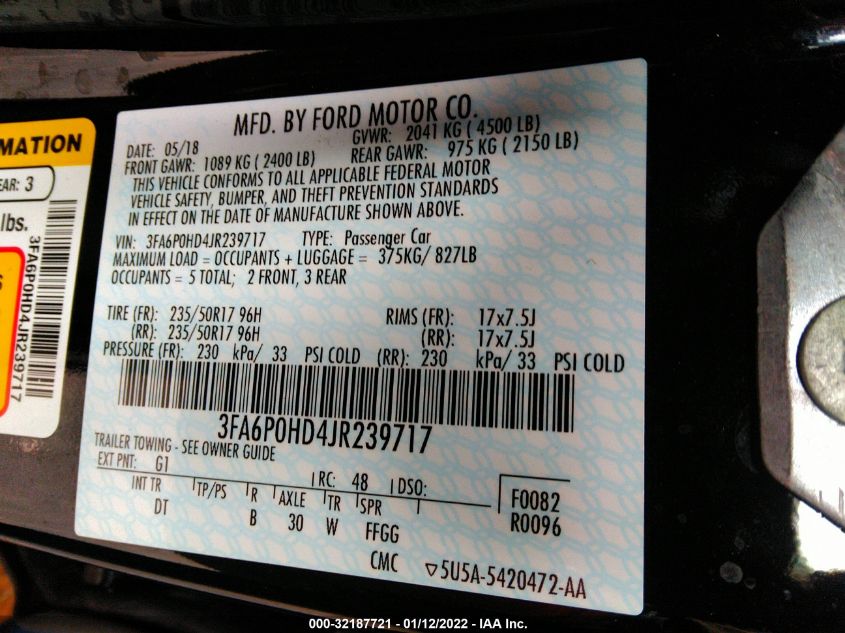 MATION
EAR: 3
lbs.
S
3FA6P0HD4JR239717
MFD. BY FORD MOTOR CO.
DATE: 05/18 GVWR: 2041 KG ( 4500 LB)
FRONT GAWR: 1089 KG ( 2400 LB) REAR GAWR: 975 KG ( 2150 LB)
THIS VEHICLE CONFORMS TO ALL APPLICABLE FEDERAL MOTOR
VEHICLE SAFETY, BUMPER, AND THEFT PREVENTION STANDARDS
IN EFFECT ON THE DATE OF MANUFACTURE SHOWN ABOVE.
VIN: 3FA6P0HD4JR239717 TYPE: Passenger Car
MAXIMUM LOAD = OCCUPANTS + LUGGAGE = 375KG/ 827LB
OCCUPANTS = 5 TOTAL; 2 FRONT, 3 REAR
TIRE (FR): 235/50R17 96H RIMS (FR): 17x7.5J
(RR): 235/50R17 96H (RR): 17x7.5J
PRESSURE (FR): 230 kPa/ 33 PSI COLD (RR): 230 kPa/ 33 PSI COLD
3FA6P0HD4JR239717
TRAILER TOWING - SEE OWNER GUIDE
EXT PNT: G1 RC: 48 DSO:
INT TR TP/PS R AXLE TR SPR F0082
DT B 30 W FFGG R0096
CMC ▽5U5A-5420472-AA
000-32187721 - 01/12/2022 - IAA Inc.